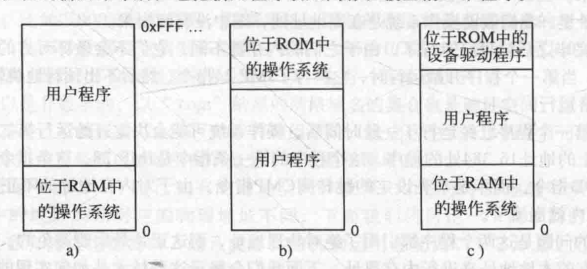 0xFFF …
用户程序
位于RAM中
的操作系统
0
a)
位于ROM中
的操作系统
用户程序
0
b)
位于ROM中的
设备驱动程序
用户程序
位于RAM中
的操作系统
0
c)